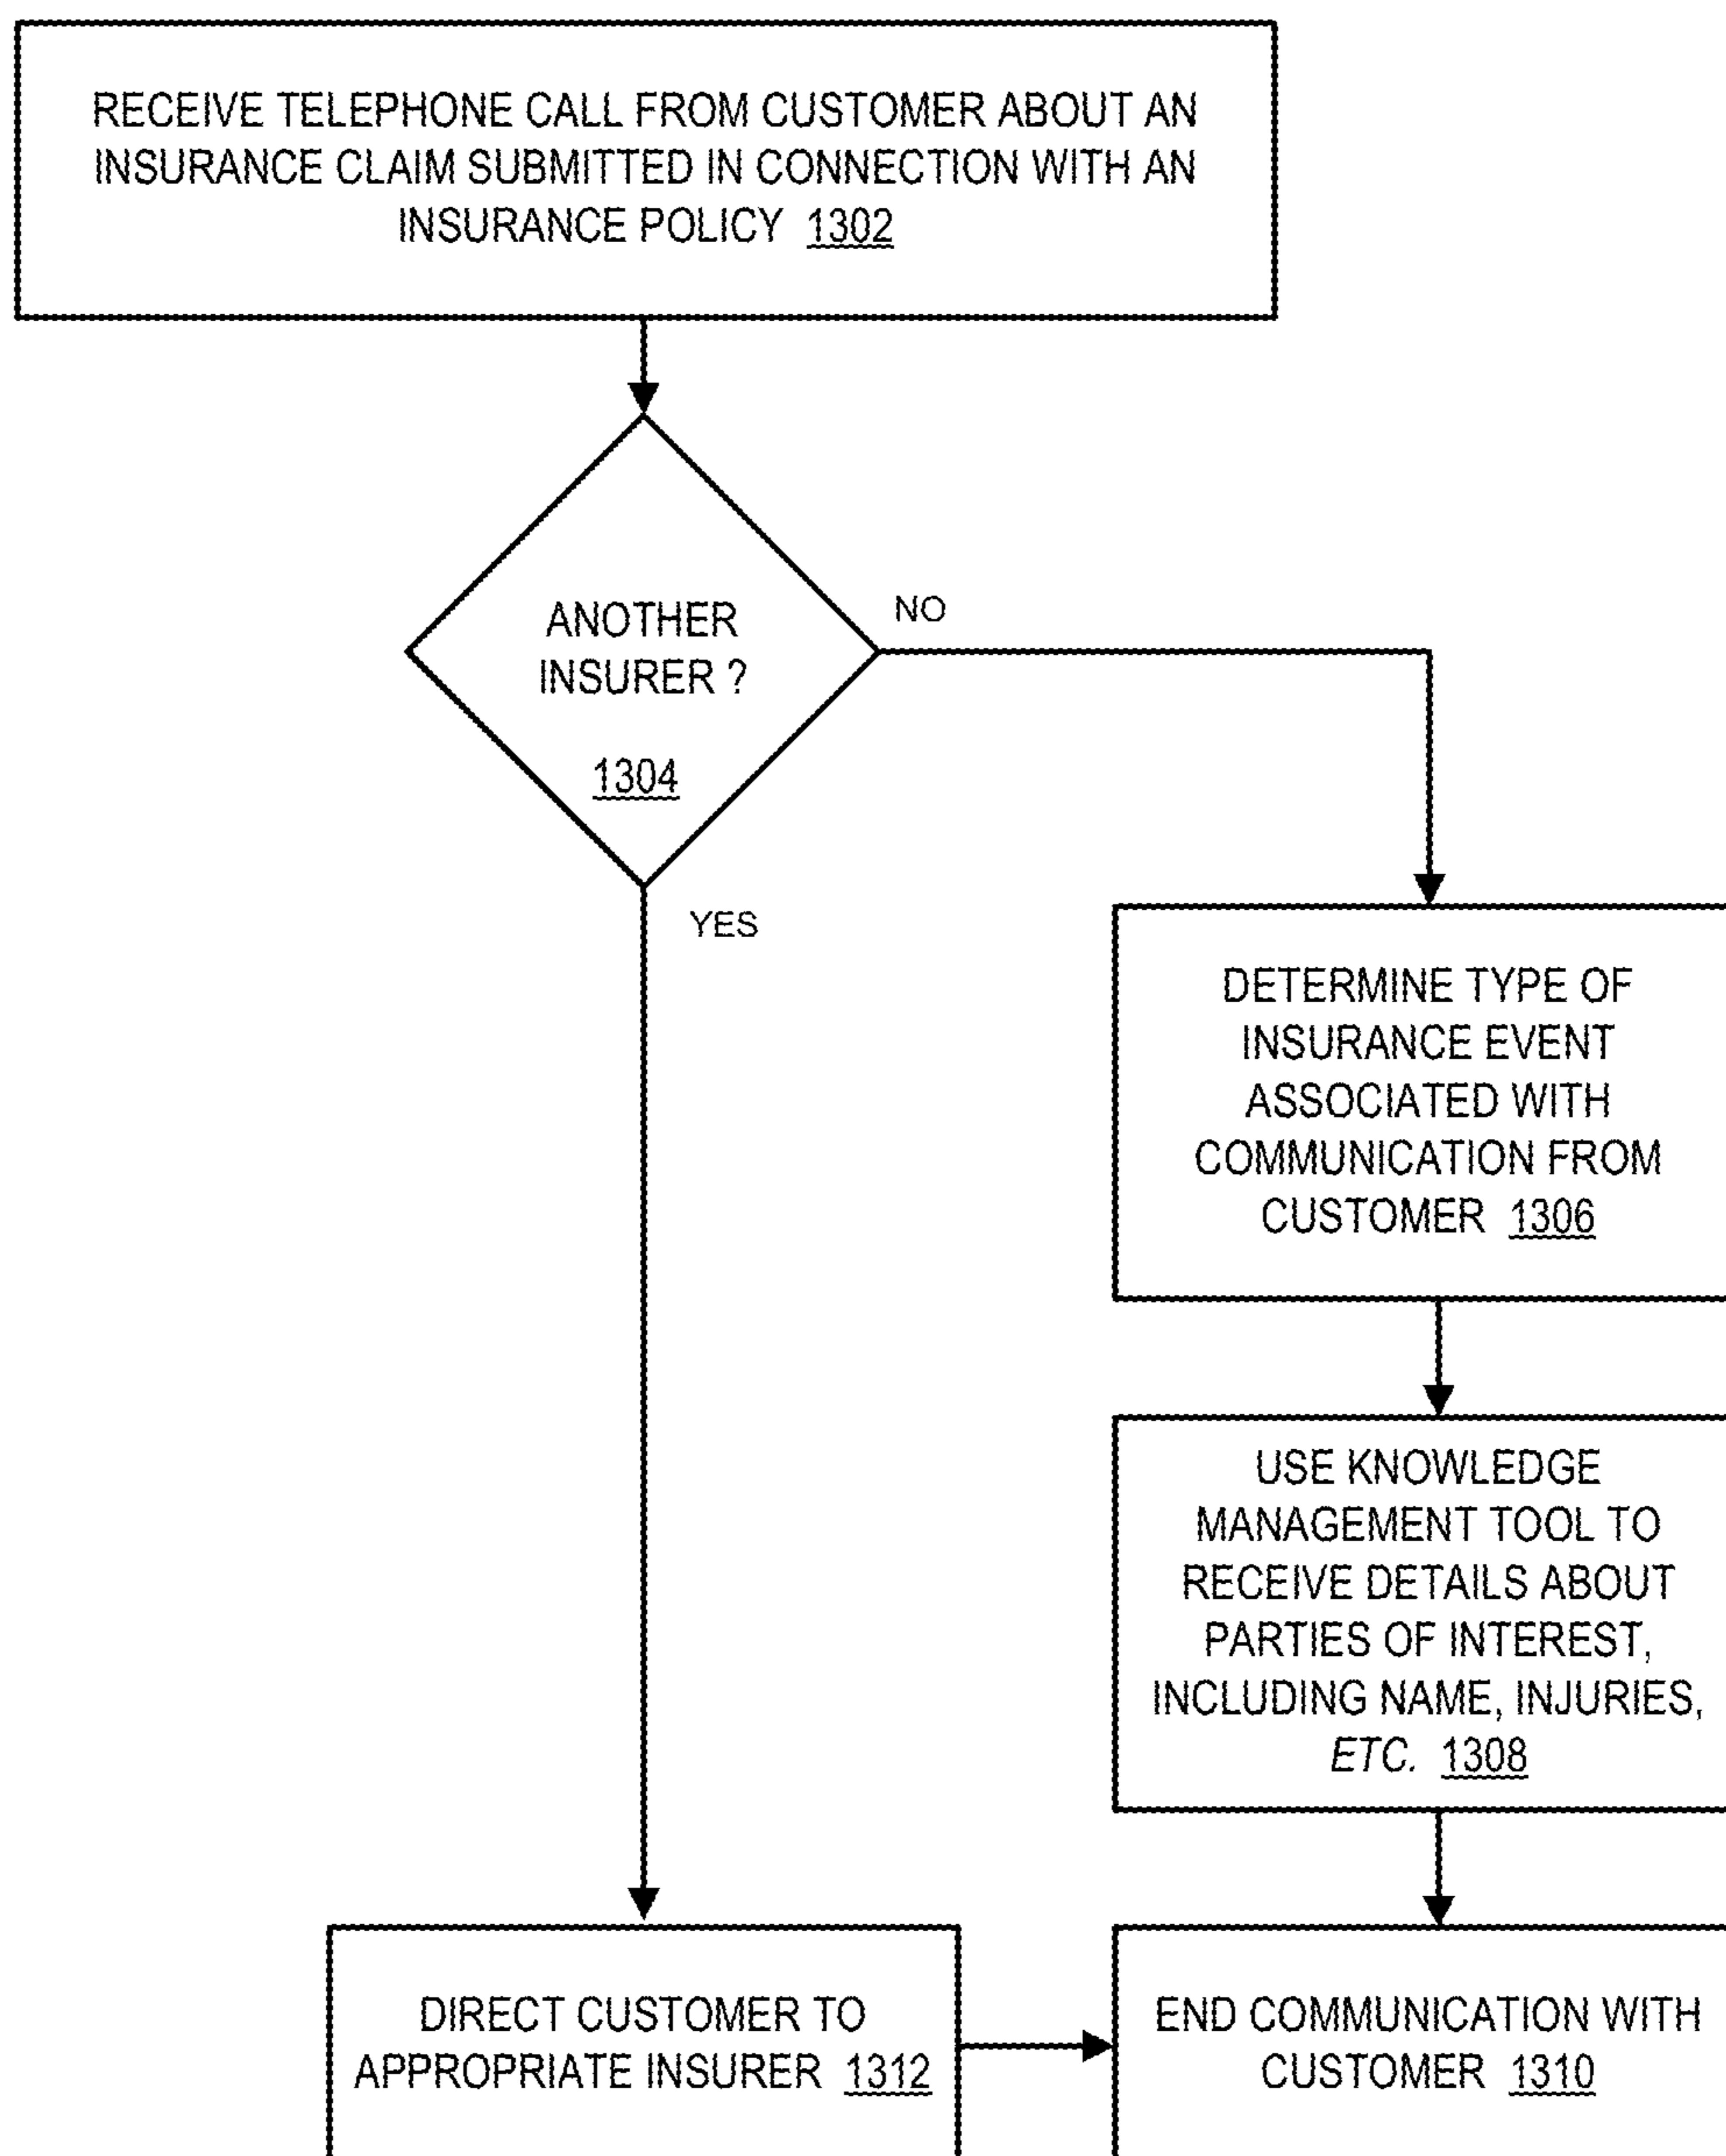 RECEIVE TELEPHONE CALL FROM CUSTOMER ABOUT AN
INSURANCE CLAIM SUBMITTED IN CONNECTION WITH AN
INSURANCE POLICY 1302
ANOTHER
INSURER ?
1304
NO
YES
DETERMINE TYPE OF
INSURANCE EVENT
ASSOCIATED WITH
COMMUNICATION FROM
CUSTOMER 1306
USE KNOWLEDGE
MANAGEMENT TOOL TO
RECEIVE DETAILS ABOUT
PARTIES OF INTEREST,
INCLUDING NAME, INJURIES,
ETC. 1308
DIRECT CUSTOMER TO
APPROPRIATE INSURER 1312
END COMMUNICATION WITH
CUSTOMER 1310